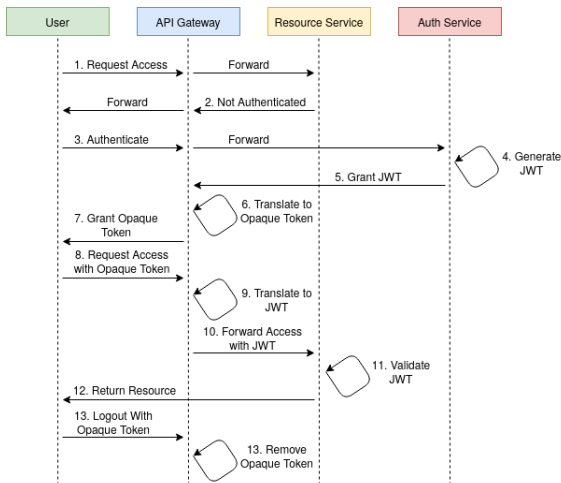 User
API Gateway
Resource Service
Auth Service
1. Request Access
Forward
Forward
2. Not Authenticated
3. Authenticate
Forward
4. Generate
JWT
5. Grant JWT
6. Translate to
Opaque Token
7. Grant Opaque
Token
8. Request Access
with Opaque Token
9. Translate to
JWT
10. Forward Access
with JWT
11. Validate
JWT
12. Return Resource
13. Logout With
Opaque Token
13. Remove
Opaque Token